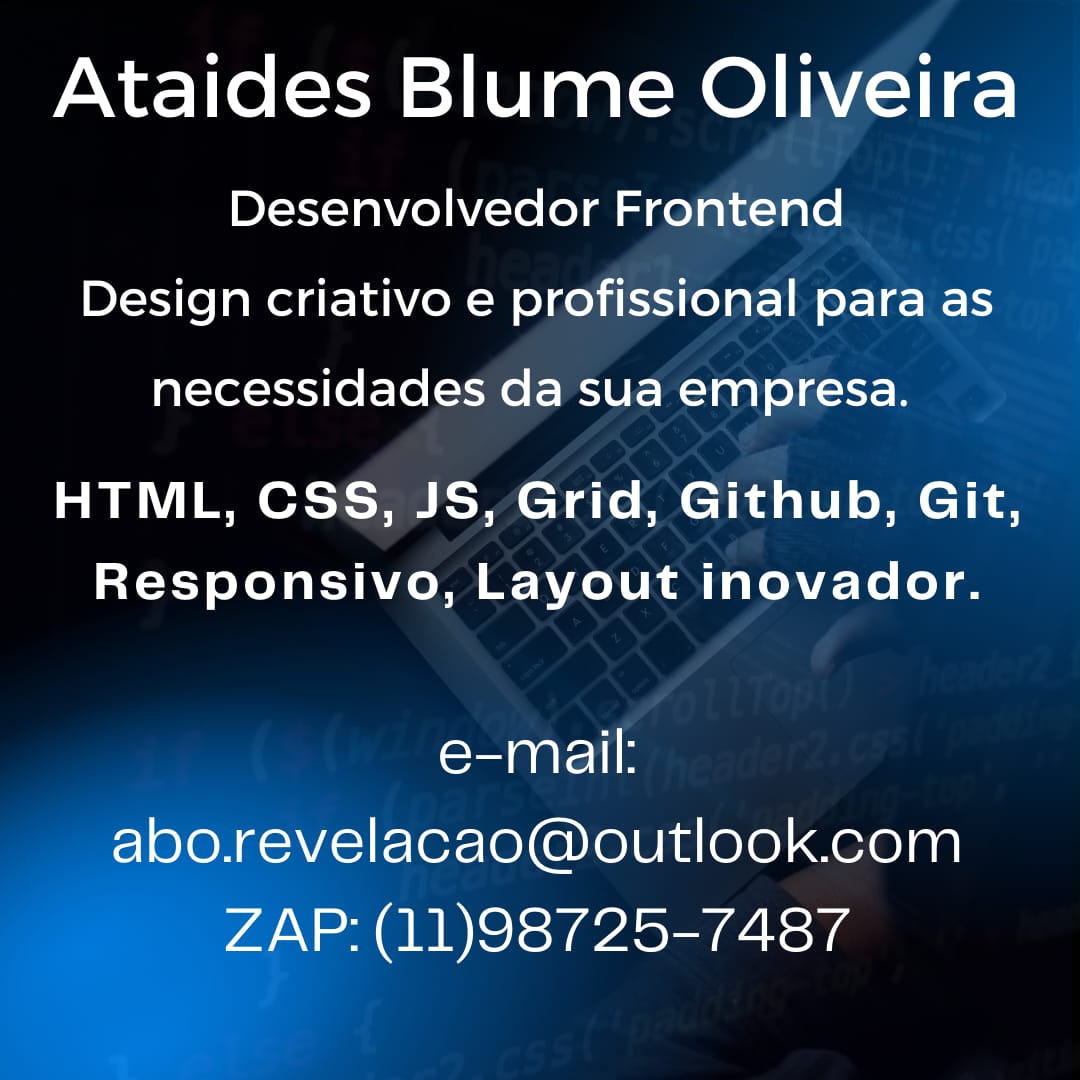 Ataides Blume Oliveira
Desenvolvedor Frontend
Design criativo e profissional para as
necessidades da sua empresa.
HTML, CSS, JS, Grid, Github, Git,
Responsivo, Layout inovador.
e-mail:
abo.revelacao@outlook.com
ZAP: (11)98725-7487